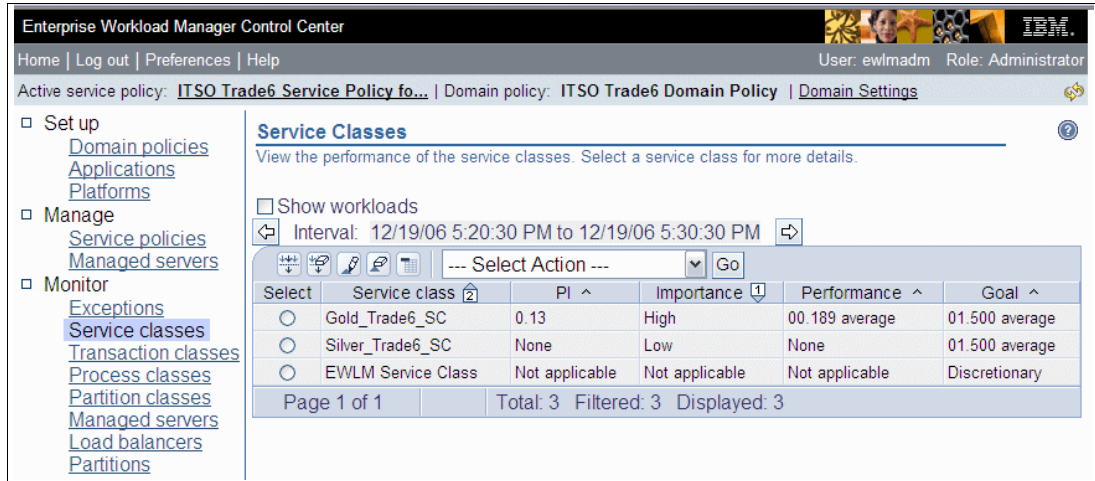 Enterprise Workload Manager Control Center
IBM.
Home | Log out | Preferences | Help
User: ewlmadm Role: Administrator
Active service policy: ITSO Trade6 Service Policy fo... | Domain policy: ITSO Trade6 Domain Policy | Domain Settings
Set up
Domain policies
Applications
Platforms
Manage
Service policies
Managed servers
Monitor
Exceptions
Service classes
Transaction classes
Process classes
Partition classes
Managed servers
Load balancers
Partitions
Service Classes
?
View the performance of the service classes. Select a service class for more details.
Show workloads
Interval: 12/19/06 5:20:30 PM to 12/19/06 5:30:30 PM
--- Select Action --- Go
Select Service class 2 PI ^ Importance 1 Performance ^ Goal ^
Gold_Trade6_SC 0.13 High 00.189 average 01.500 average
Silver_Trade6_SC None Low None 01.500 average
EWLM Service Class Not applicable Not applicable Not applicable Discretionary
Page 1 of 1 Total: 3 Filtered: 3 Displayed: 3